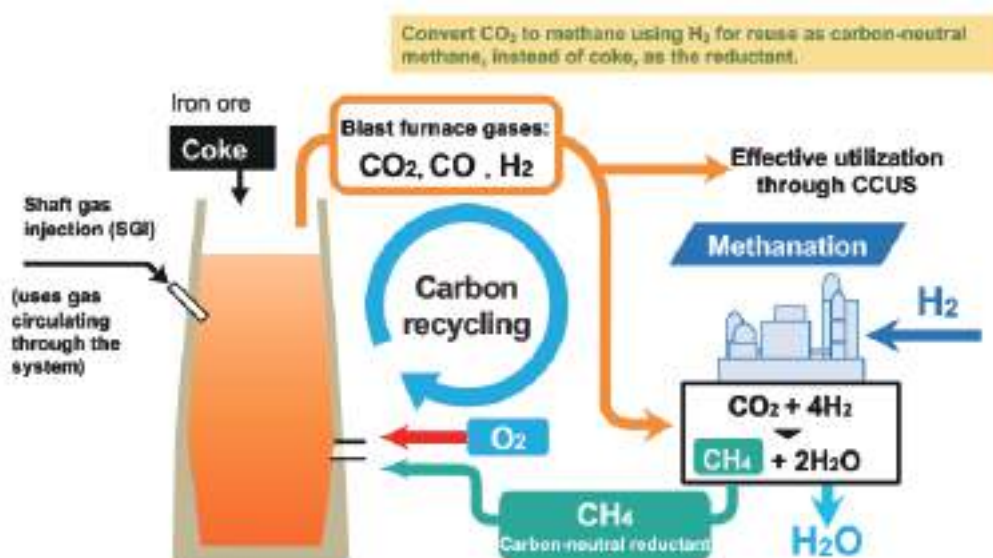 Convert CO₂ to methane using H₂ for reuse as carbon-neutral
methane, instead of coke, as the reductant.
Iron ore
Coke
Shaft gas
injection (SGI)
(uses gas
circulating
through the
system)
Blast furnace gases:
CO₂, CO , H₂
Effective utilization
through CCUS
Carbon
recycling
Methanation
H₂
CO₂ + 4H₂
CH₄ + 2H₂O
O₂
CH₄
Carbon-neutral reductant
H₂O